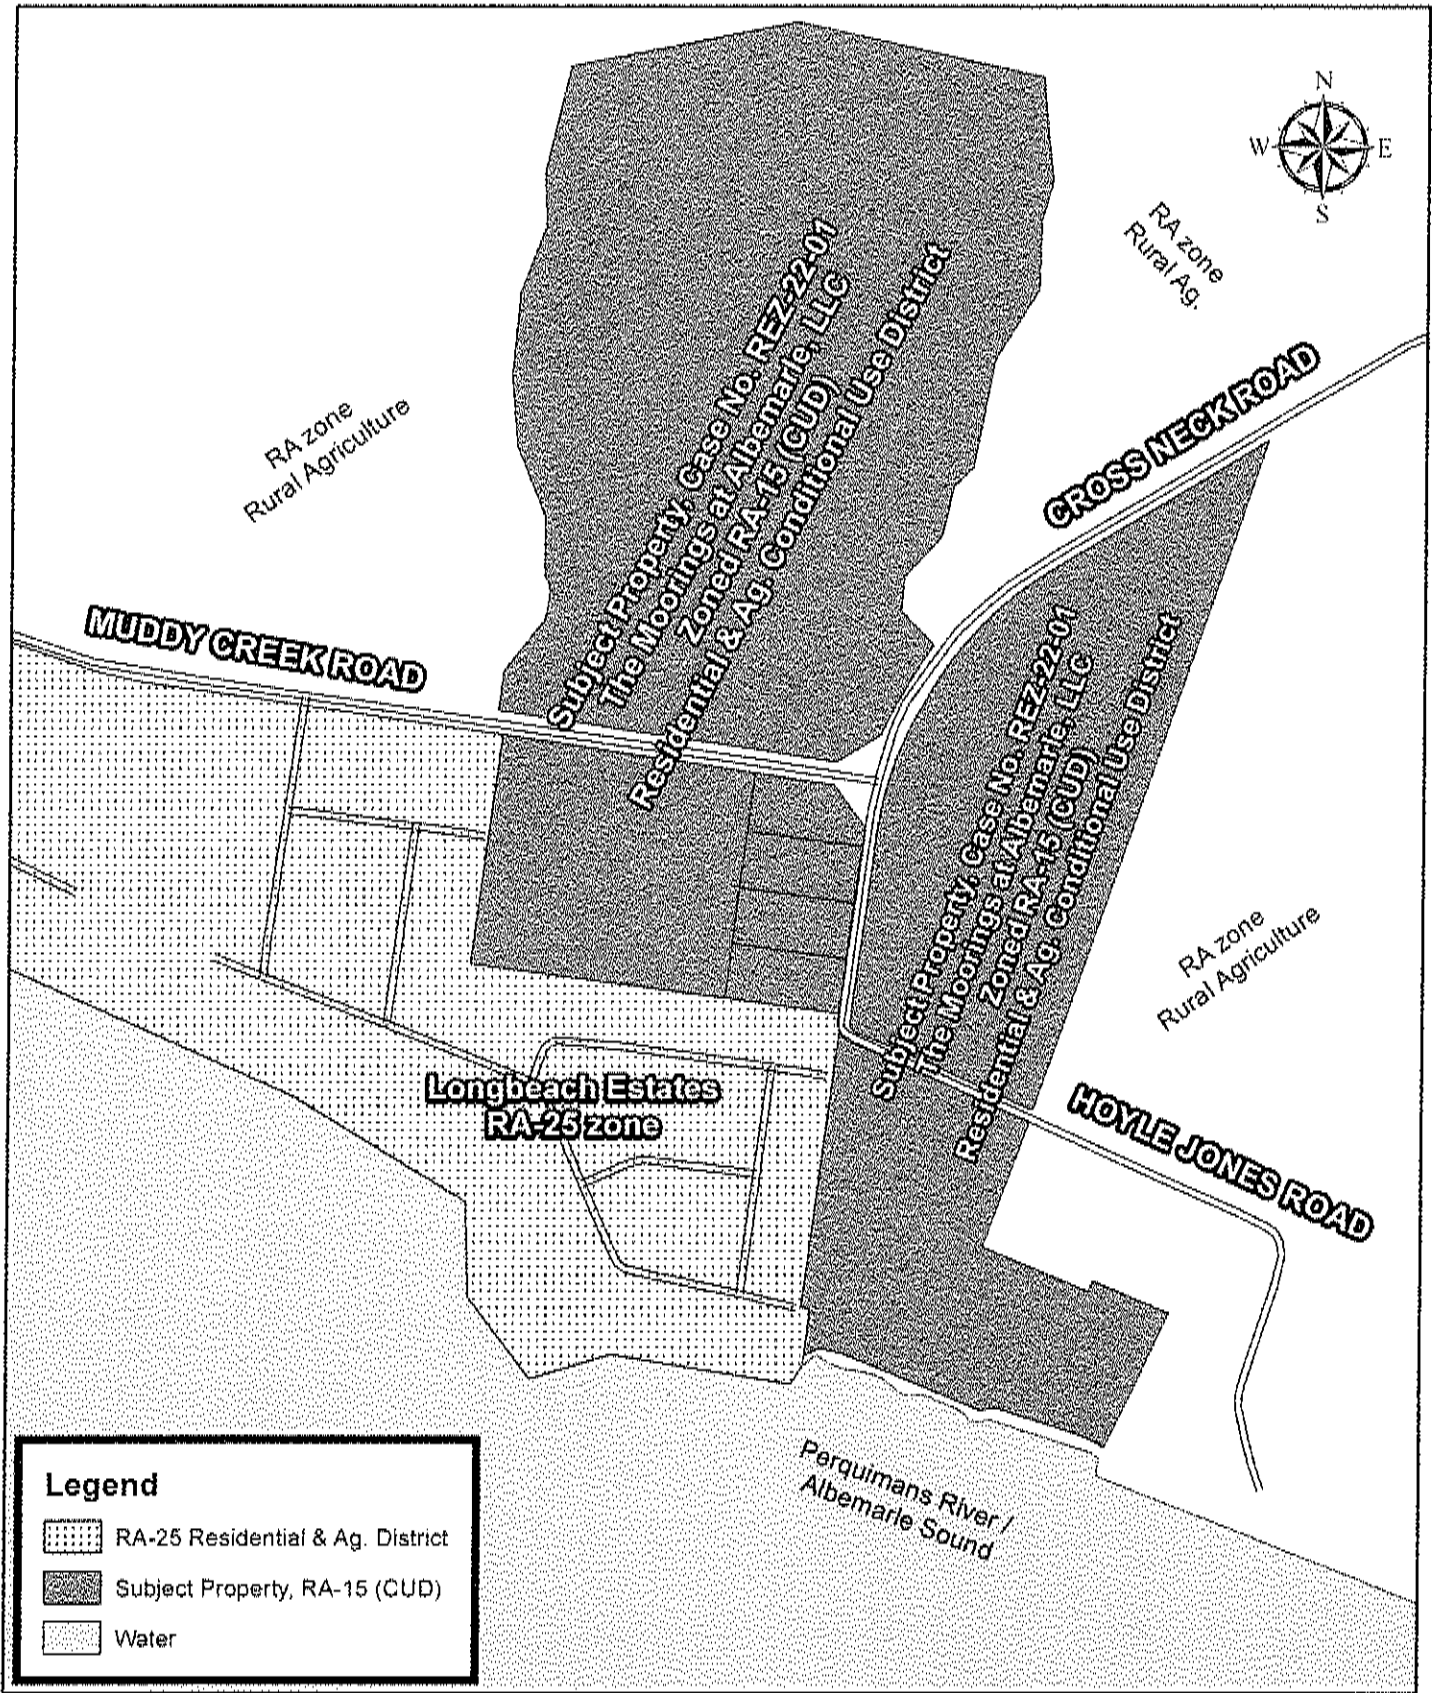 N
W
E
S
RA zone
Rural Ag.
Subject Property, Case No. REZ-22-01
The Moorings at Albemarle, LLC
Zoned RA-15 (CUD)
Residential & Ag. Conditional Use District
CROSS NECK ROAD
RA zone
Rural Agriculture
MUDDY CREEK ROAD
Subject Property, Case No. REZ-22-01
The Moorings at Albemarle, LLC
Zoned RA-15 (CUD)
Residential & Ag. Conditional Use District
RA zone
Rural Agriculture
Longbeach Estates
RA-25 zone
HOYLE JONES ROAD
Perquimans River /
Albemarle Sound
Legend
RA-25 Residential & Ag. District
Subject Property, RA-15 (CUD)
Water